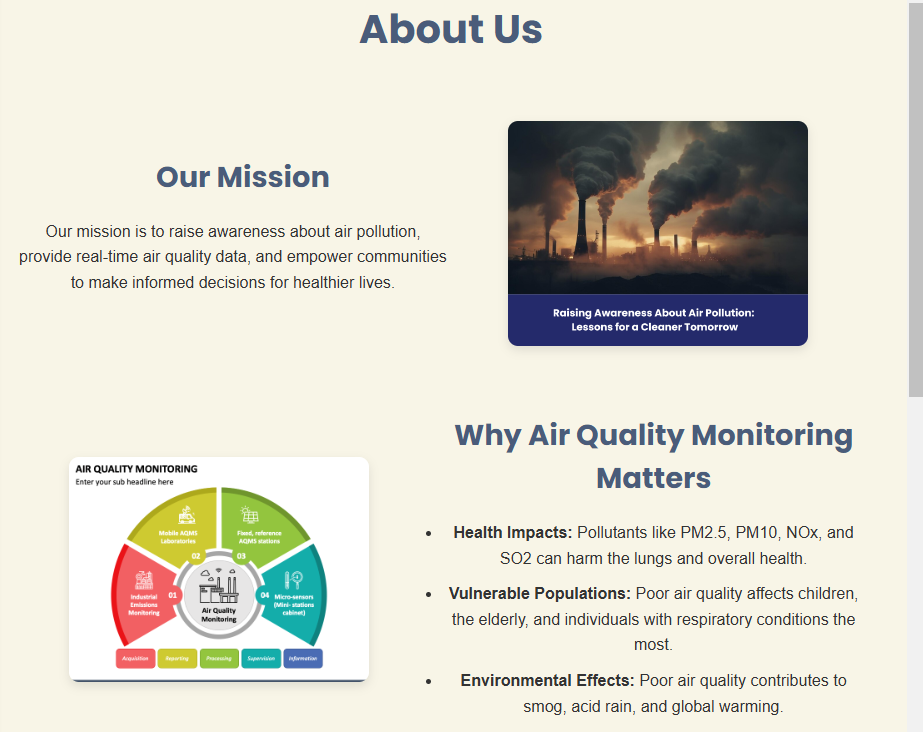 About Us
Our Mission
Our mission is to raise awareness about air pollution,
provide real-time air quality data, and empower communities
to make informed decisions for healthier lives.
Raising Awareness About Air Pollution:
Lessons for a Cleaner Tomorrow
AIR QUALITY MONITORING
Enter your sub headline here
Mobile AQMS
Laboratories
02
Fixed, reference
AQMS stations
03
Industrial
Emissions
Monitoring
01
Air Quality
Monitoring
04
Micro-sensors
(Mini- stations
cabinet)
Acquisition
Reporting
Processing
Supervision
Information
Why Air Quality Monitoring
Matters
• Health Impacts: Pollutants like PM2.5, PM10, NOx, and
SO2 can harm the lungs and overall health.
• Vulnerable Populations: Poor air quality affects children,
the elderly, and individuals with respiratory conditions the
most.
• Environmental Effects: Poor air quality contributes to
smog, acid rain, and global warming.